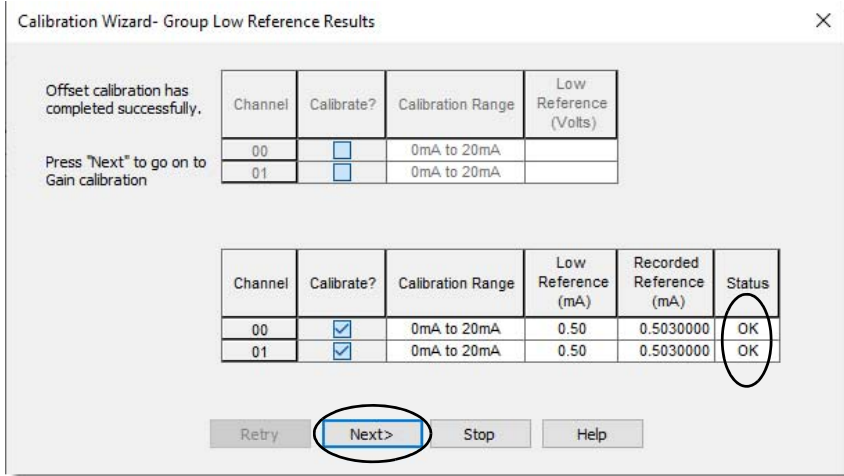 Calibration Wizard- Group Low Reference Results
Offset calibration has
completed successfully.
Press "Next" to go on to
Gain calibration
Channel Calibrate? Calibration Range Low Reference (Volts)
00 0mA to 20mA
01 0mA to 20mA
Channel Calibrate? Calibration Range Low Reference (mA) Recorded Reference (mA) Status
00 0mA to 20mA 0.50 0.5030000 OK
01 0mA to 20mA 0.50 0.5030000 OK
Retry Next> Stop Help